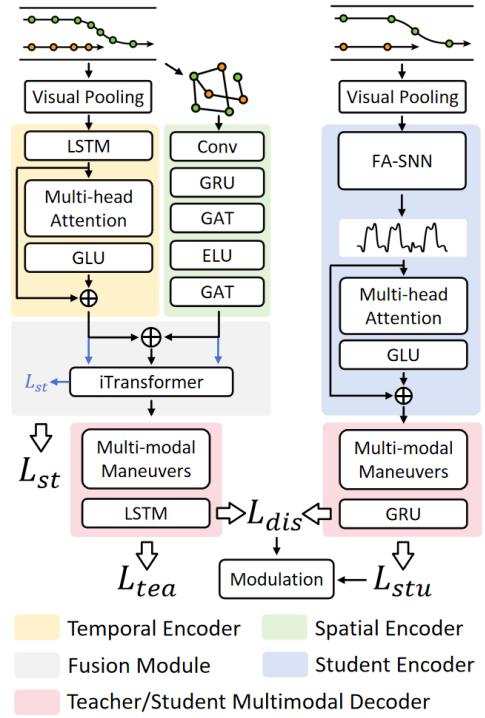 Visual Pooling
LSTM
Multi-head
Attention
GLU
Conv
GRU
GAT
ELU
GAT
L_st
iTransformer
L_st
Multi-modal
Maneuvers
LSTM
L_tea
Visual Pooling
FA-SNN
Multi-head
Attention
GLU
Multi-modal
Maneuvers
GRU
L_dis
L_stu
Modulation
Temporal Encoder
Spatial Encoder
Fusion Module
Student Encoder
Teacher/Student Multimodal Decoder